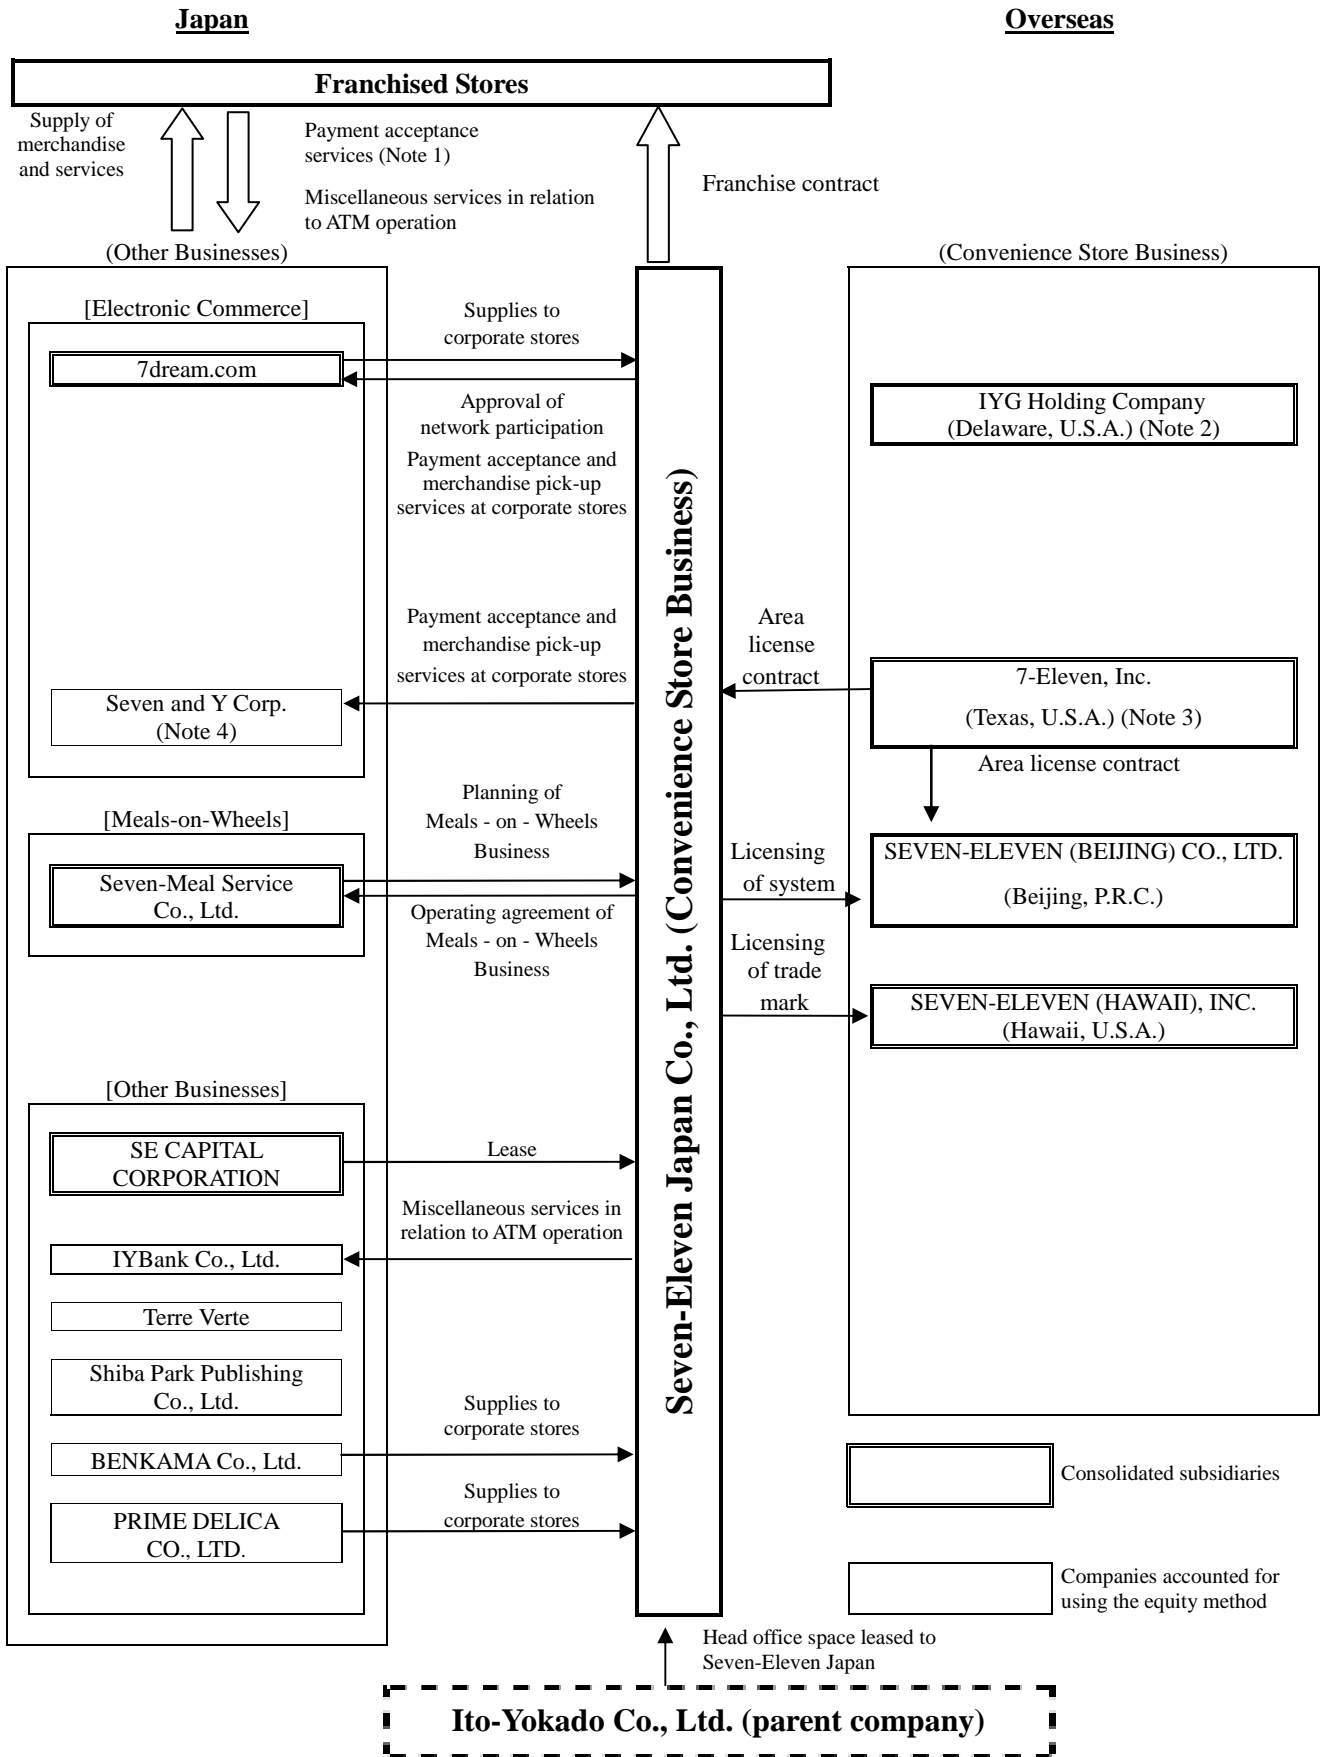 Japan
Overseas
Franchised Stores
Supply of
merchandise
and services
Payment acceptance
services (Note 1)
Miscellaneous services in relation
to ATM operation
Franchise contract
(Other Businesses)
(Convenience Store Business)
[Electronic Commerce]
7dream.com
Supplies to
corporate stores
Approval of
network participation
Payment acceptance and
merchandise pick-up
services at corporate stores
Payment acceptance and
merchandise pick-up
services at corporate stores
Seven and Y Corp.
(Note 4)
[Meals-on-Wheels]
Seven-Meal Service
Co., Ltd.
Planning of
Meals - on - Wheels
Business
Operating agreement of
Meals - on - Wheels
Business
[Other Businesses]
SE CAPITAL
CORPORATION
Lease
Miscellaneous services in
relation to ATM operation
IYBank Co., Ltd.
Terre Verte
Shiba Park Publishing
Co., Ltd.
Supplies to
corporate stores
BENKAMA Co., Ltd.
Supplies to
corporate stores
PRIME DELICA
CO., LTD.
Seven-Eleven Japan Co., Ltd. (Convenience Store Business)
IYG Holding Company
(Delaware, U.S.A.) (Note 2)
Area
license
contract
7-Eleven, Inc.
(Texas, U.S.A.) (Note 3)
Area license contract
Licensing
of system
SEVEN-ELEVEN (BEIJING) CO., LTD.
(Beijing, P.R.C.)
Licensing
of trade
mark
SEVEN-ELEVEN (HAWAII), INC.
(Hawaii, U.S.A.)
Consolidated subsidiaries
Companies accounted for
using the equity method
Head office space leased to
Seven-Eleven Japan
Ito-Yokado Co., Ltd. (parent company)